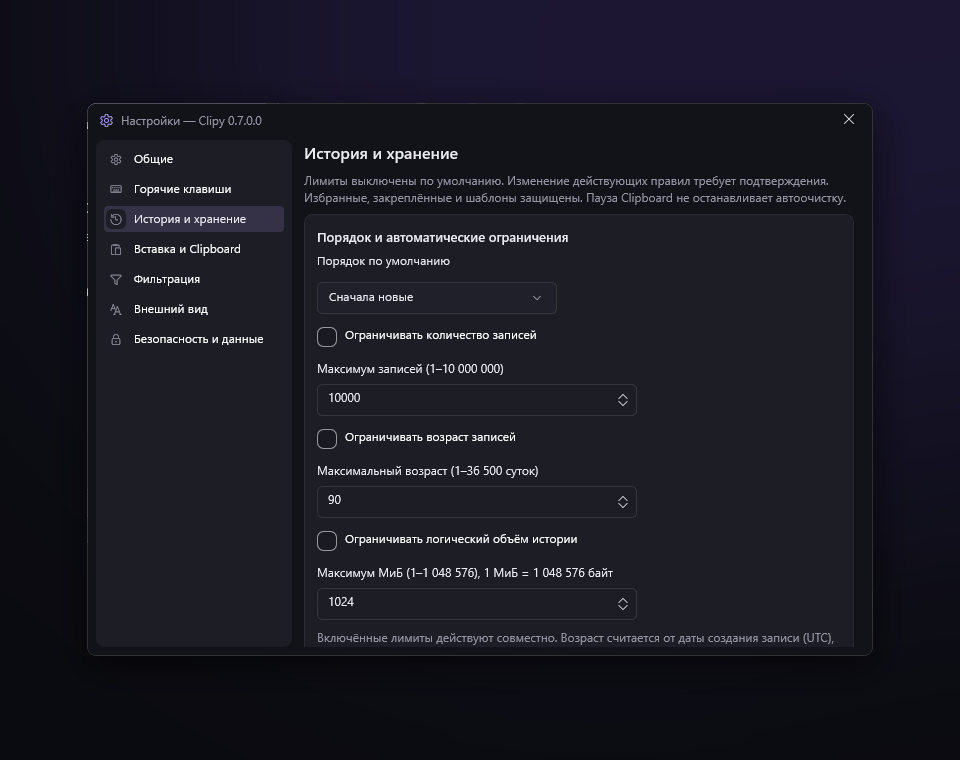 Настройки — Clipy 0.7.0.0
Общие
Горячие клавиши
История и хранение
Вставка и Clipboard
Фильтрация
Внешний вид
Безопасность и данные
История и хранение
Лимиты выключены по умолчанию. Изменение действующих правил требует подтверждения.
Избранные, закреплённые и шаблоны защищены. Пауза Clipboard не останавливает автоочистку.
Порядок и автоматические ограничения
Порядок по умолчанию
Сначала новые
Ограничивать количество записей
Максимум записей (1–10 000 000)
10000
Ограничивать возраст записей
Максимальный возраст (1–36 500 суток)
90
Ограничивать логический объём истории
Максимум МиБ (1–1 048 576), 1 МиБ = 1 048 576 байт
1024
Включённые лимиты действуют совместно. Возраст считается от даты создания записи (UTC),